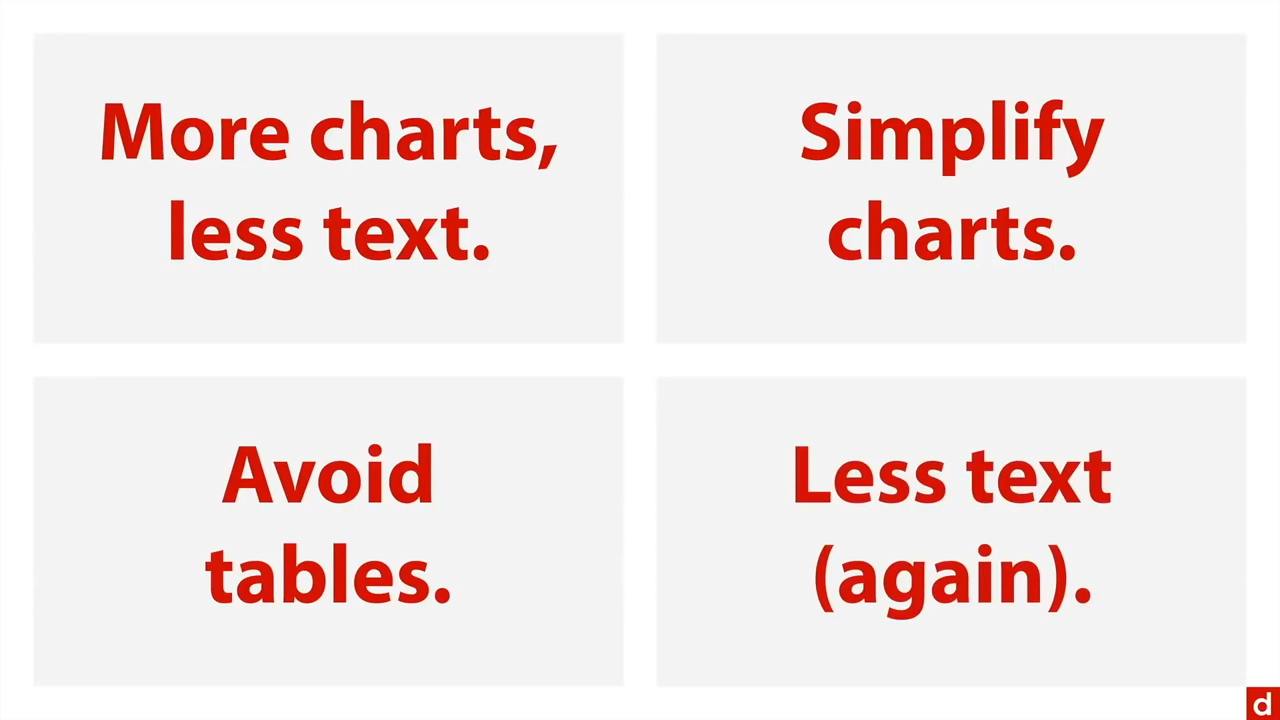 More charts,
less text.
Simplify
charts.
Avoid
tables.
Less text
(again).
d